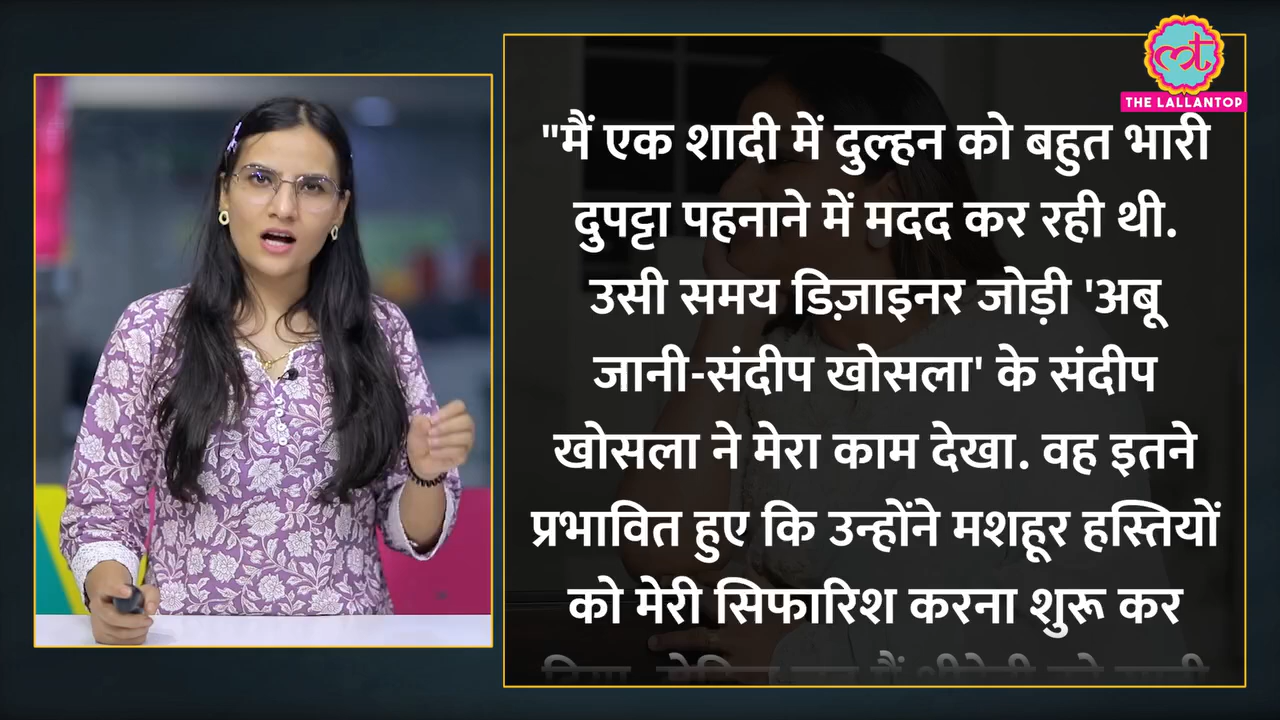 THE LALLANTOP
"मैं एक शादी में दुल्हन को बहुत भारी
दुपट्टा पहनाने में मदद कर रही थी.
उसी समय डिज़ाइनर जोड़ी 'अबू
जानी-संदीप खोसला' के संदीप
खोसला ने मेरा काम देखा. वह इतने
प्रभावित हुए कि उन्होंने मशहूर हस्तियों
को मेरी सिफारिश करना शुरू कर